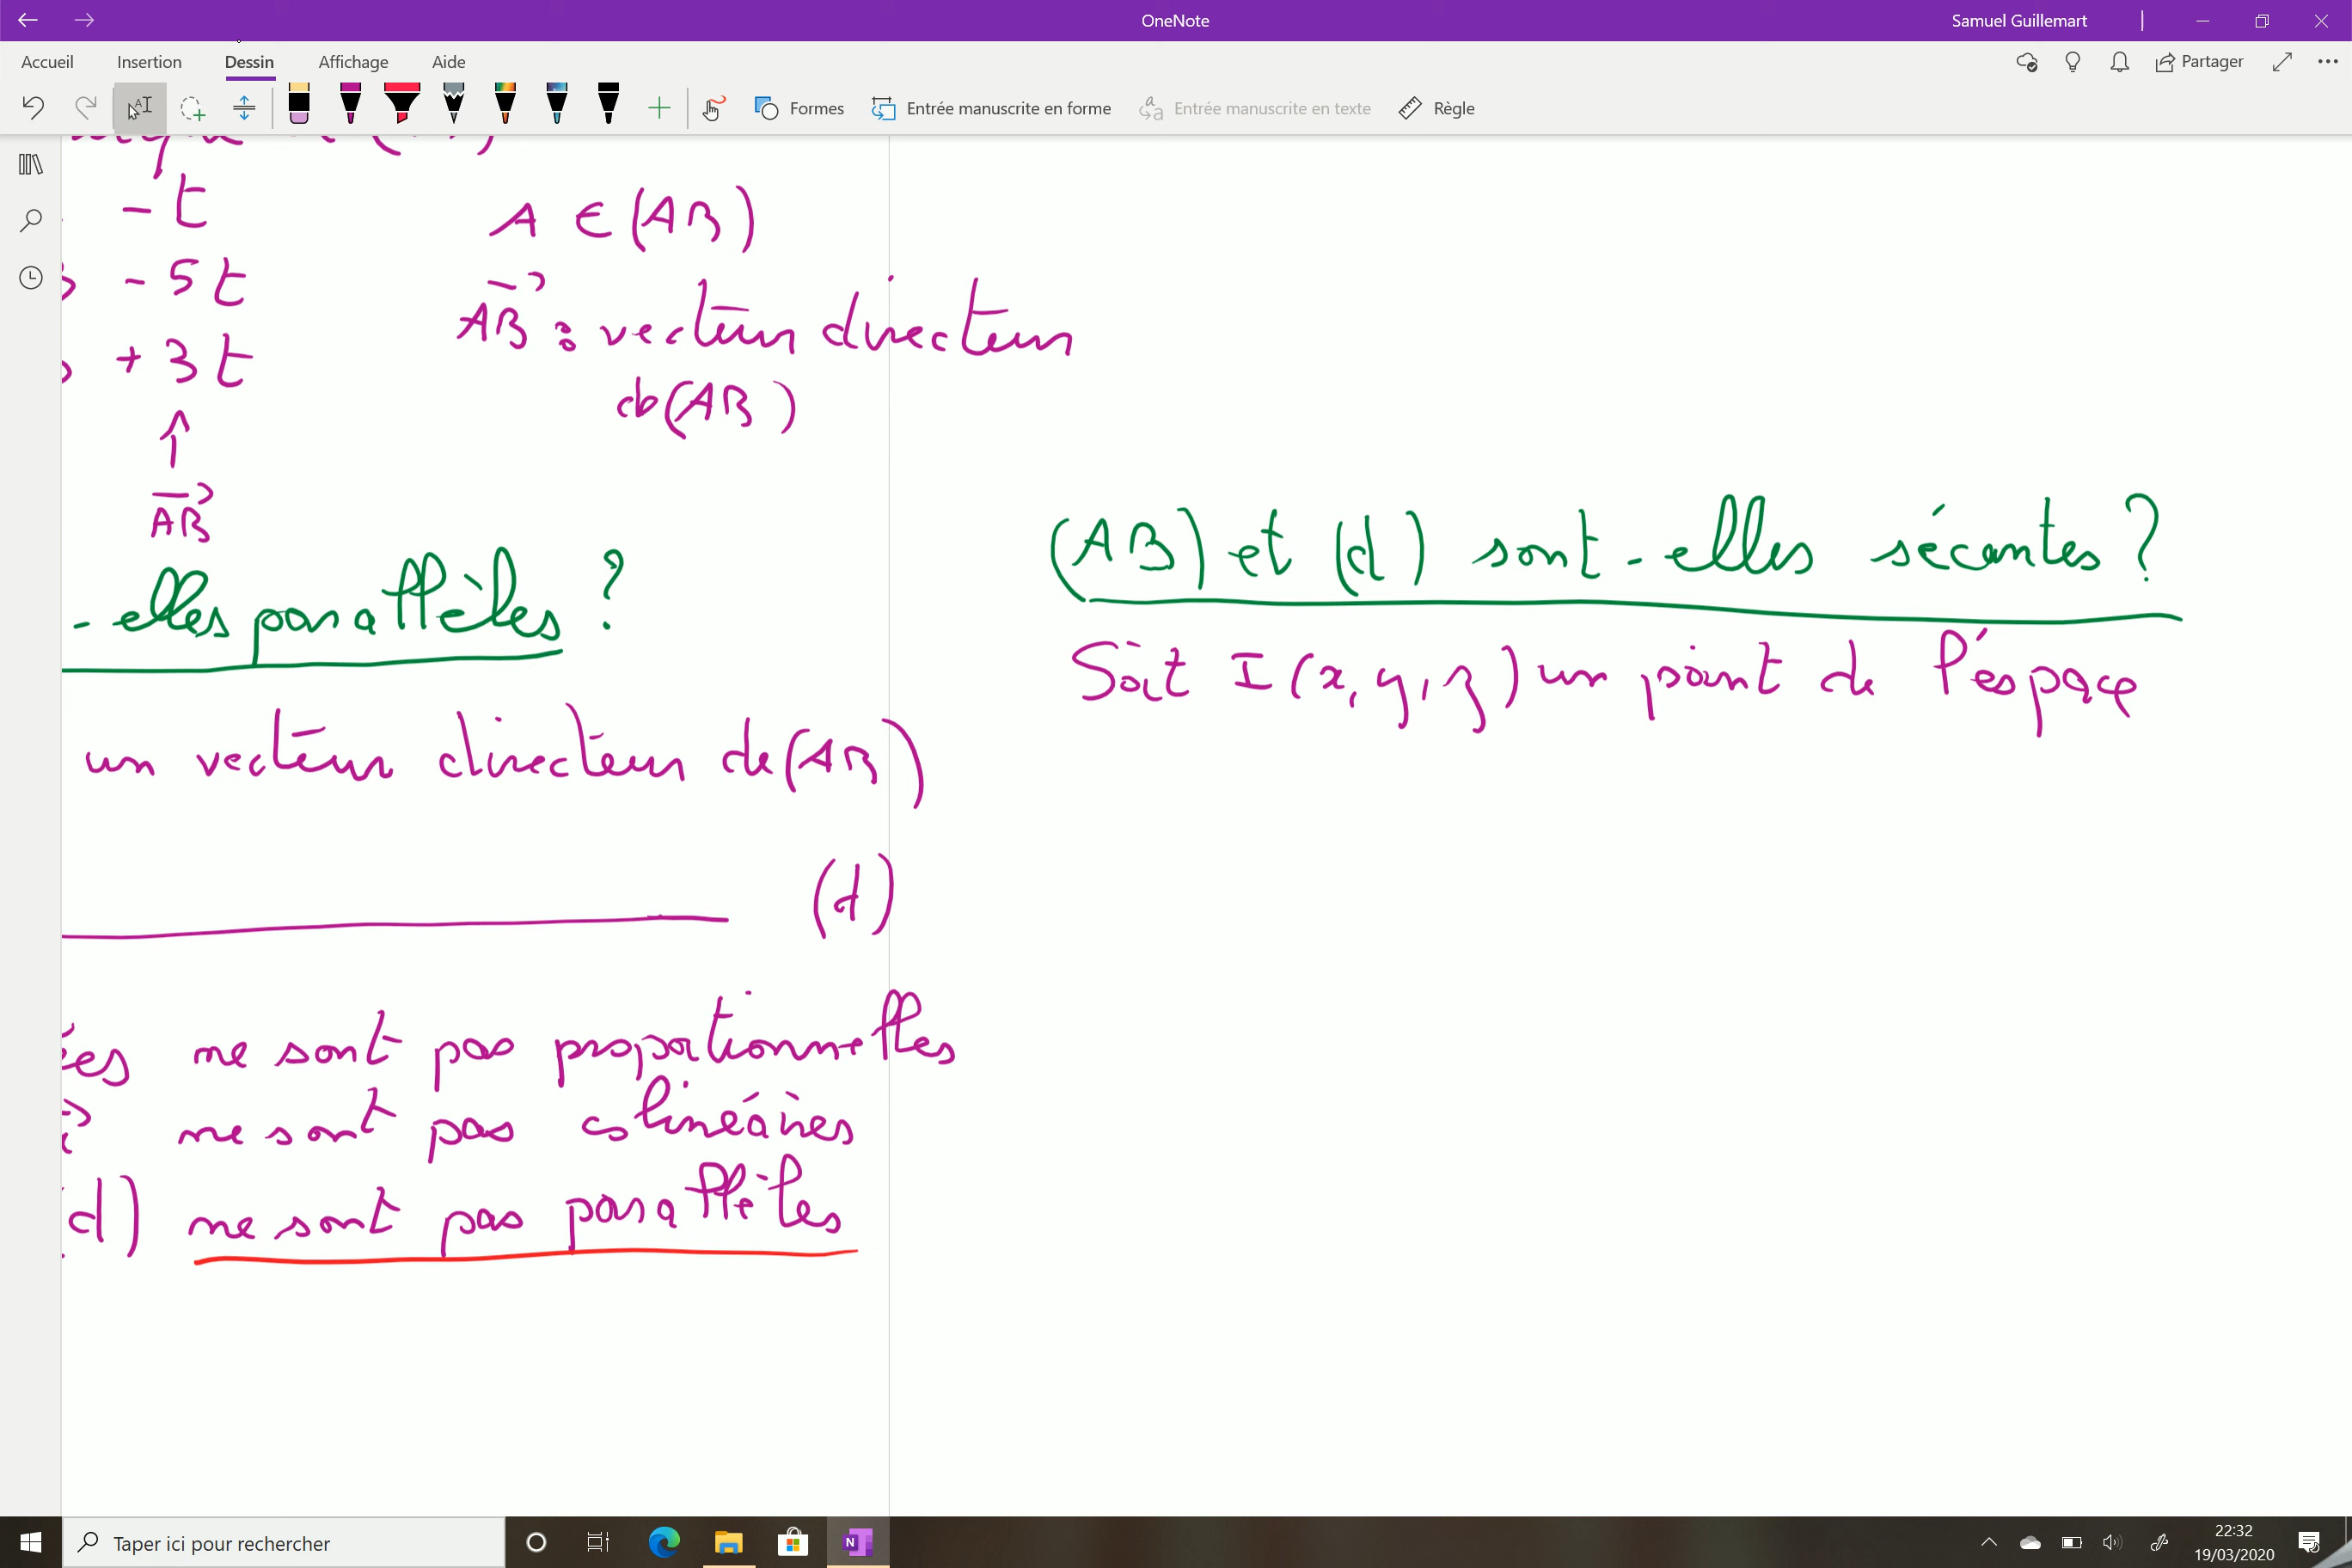 OneNote
Samuel Guillemart
Accueil Insertion Dessin Affichage Aide
Partager
Formes Entrée manuscrite en forme Entrée manuscrite en texte Règle
- t
A ∈ (AB)
- 5t
AB : vecteur directeur
+ 3t
de (AB)
↑
AB
(AB) et (d) sont-elles sécantes ?
-elles parallèles ?
Soit I (x, y, z) un point de l'espace
un vecteur directeur de (AB)
(d)
ées ne sont pas proportionnelles
ne sont pas colinéaires
(d) ne sont pas parallèles
Taper ici pour rechercher
22:32
19/03/2020